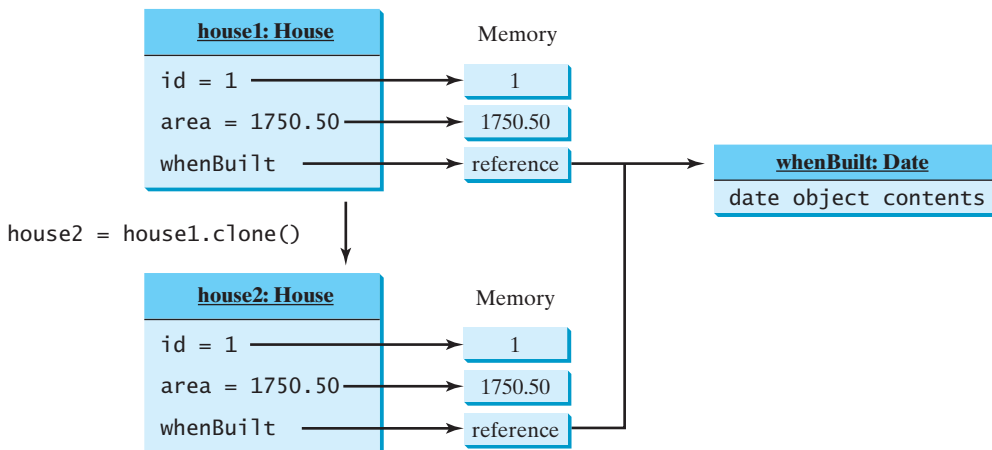 house1: House
Memory
id = 1
1
area = 1750.50
1750.50
whenBuilt
reference
whenBuilt: Date
date object contents
house2 = house1.clone()
house2: House
Memory
id = 1
1
area = 1750.50
1750.50
whenBuilt
reference